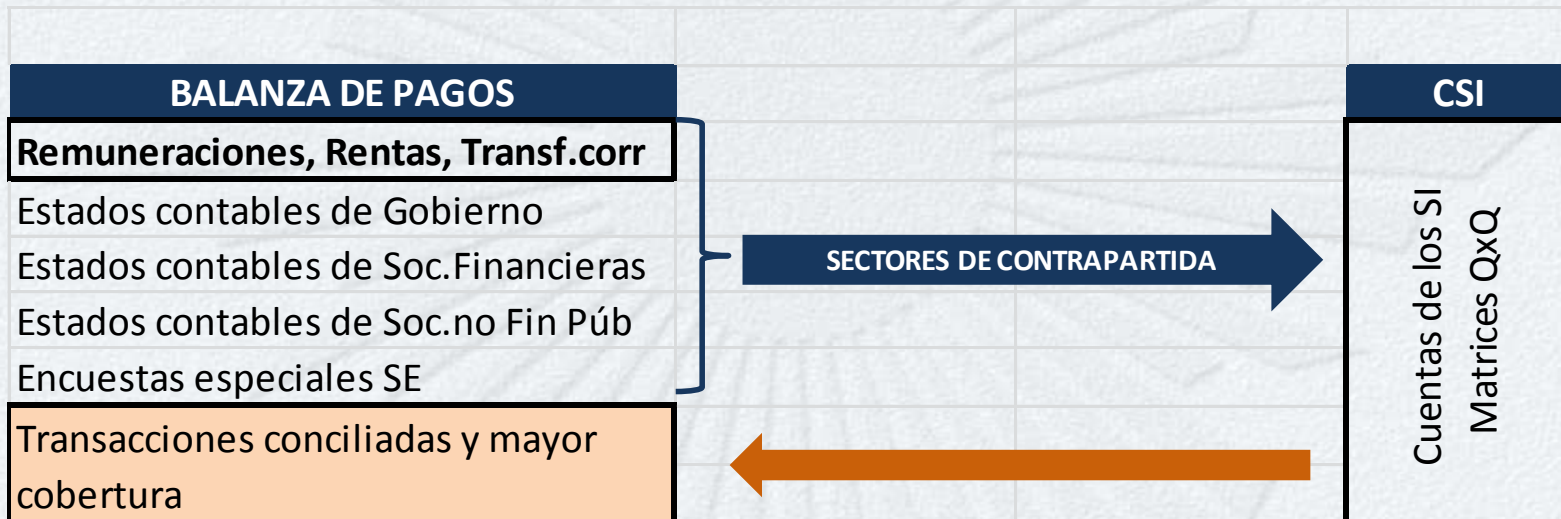 BALANZA DE PAGOS
CSI
Remuneraciones, Rentas, Transf.corr
Estados contables de Gobierno
Estados contables de Soc.Financieras
Estados contables de Soc.no Fin Púb
Encuestas especiales SE
SECTORES DE CONTRAPARTIDA
Transacciones conciliadas y mayor
cobertura
Cuentas de los SI
Matrices QxQ